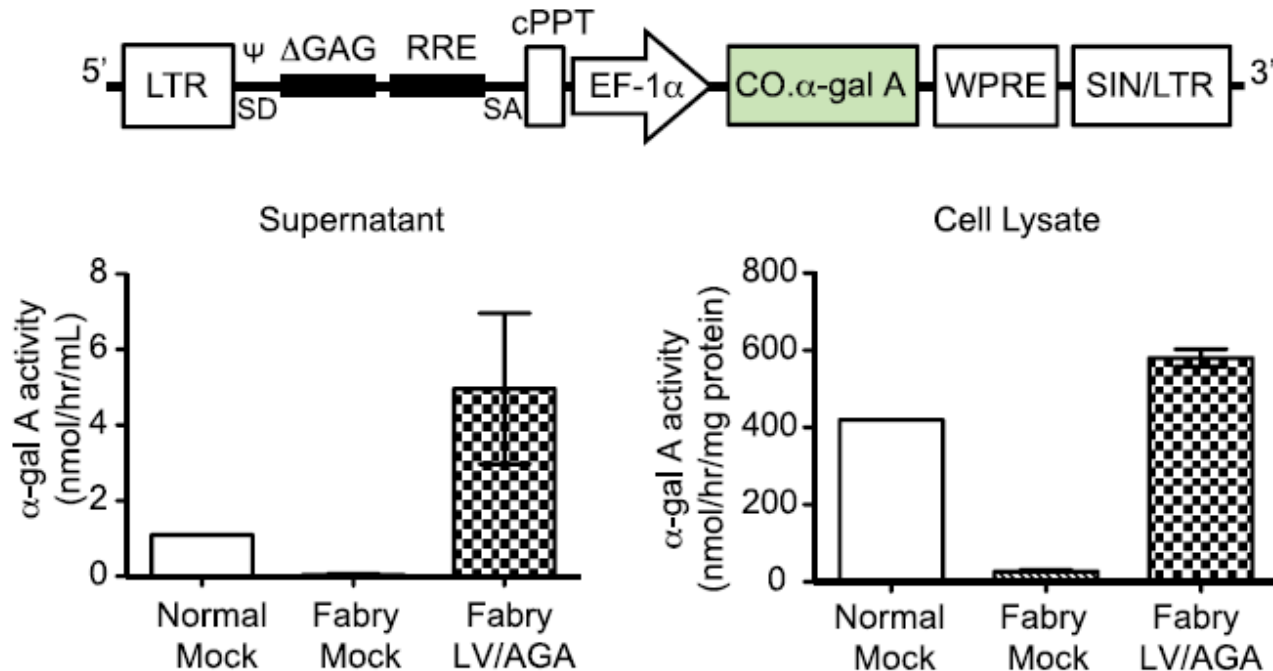 cPPT
ψ ΔGAG RRE
5’ LTR EF-1α CO.α-gal A WPRE SIN/LTR 3’
SD SA
Supernatant
α-gal A activity
(nmol/hr/mL)
8
6
4
2
0
Normal Mock
Fabry Mock
Fabry LV/AGA
Cell Lysate
α-gal A activity
(nmol/hr/mg protein)
800
600
400
200
0
Normal Mock
Fabry Mock
Fabry LV/AGA